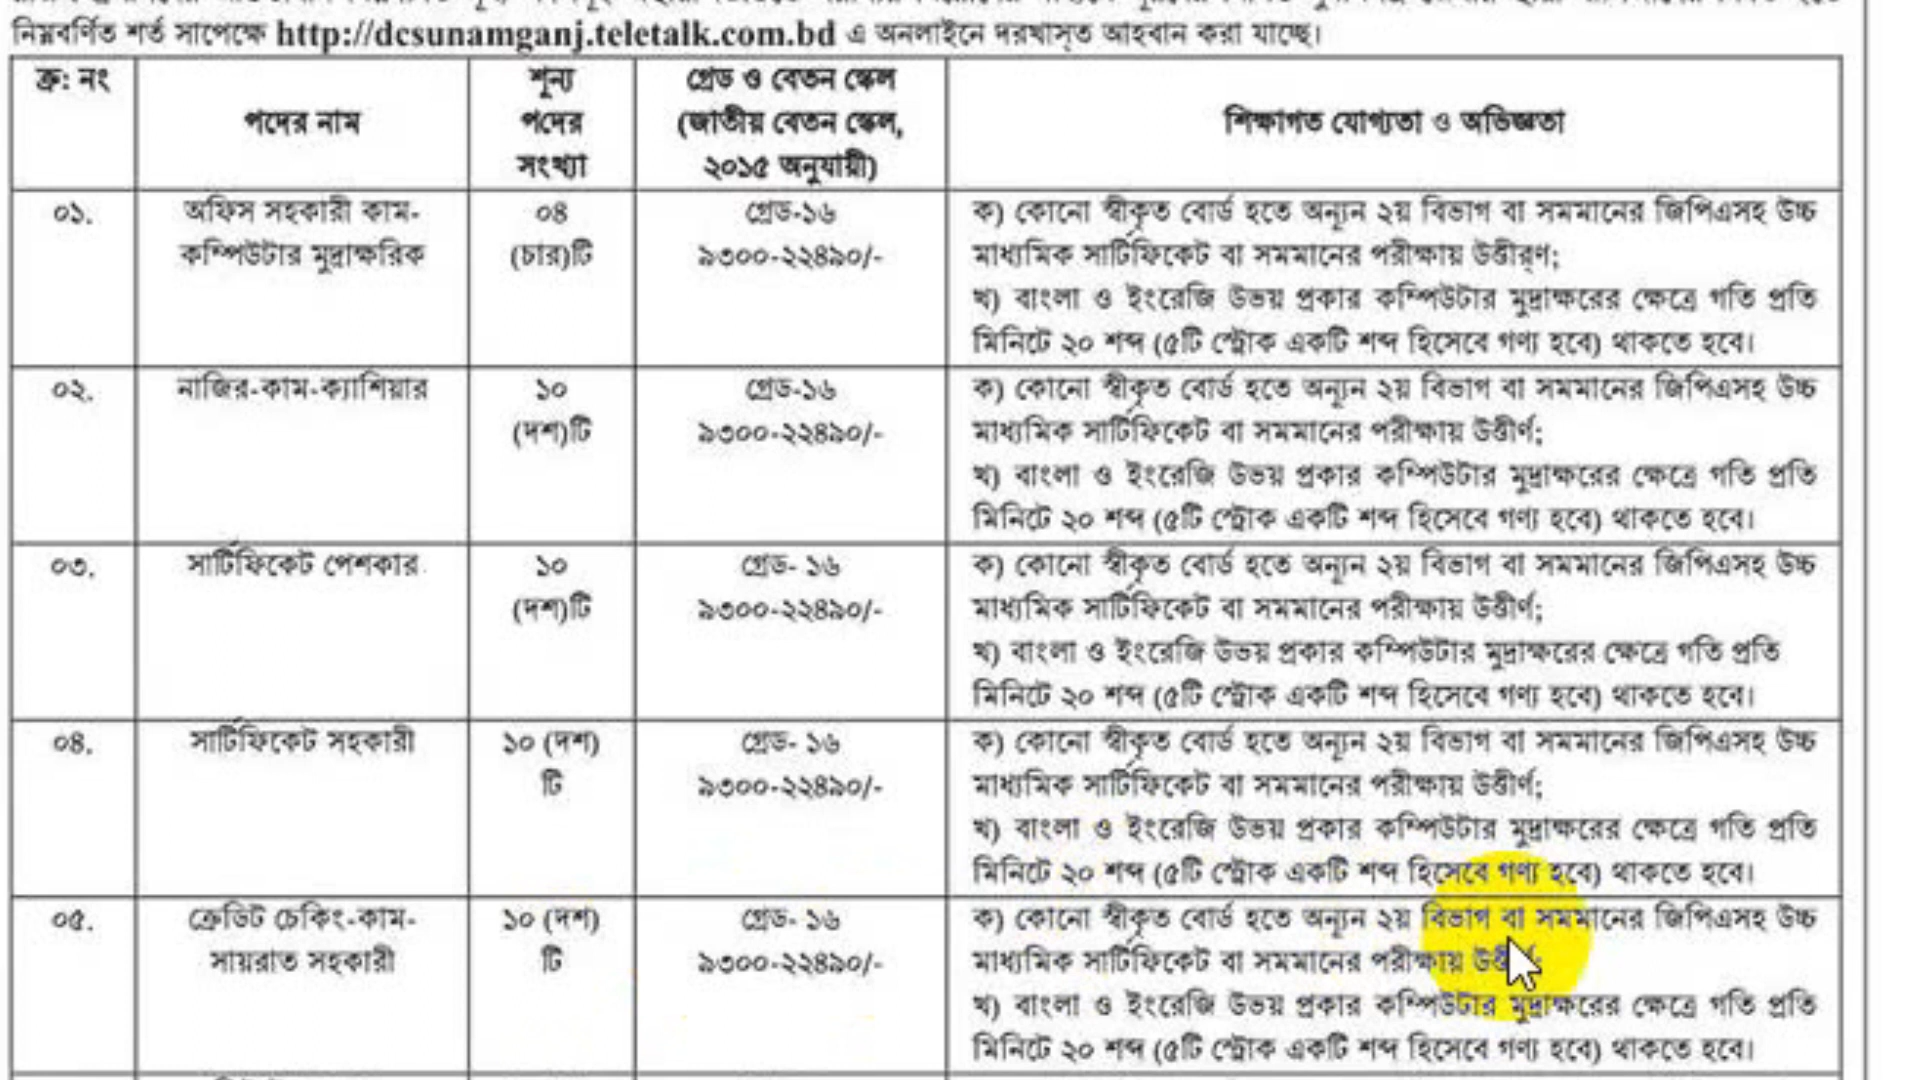 নিম্নবর্ণিত শর্ত সাপেক্ষে http://dcsunamganj.teletalk.com.bd এ অনলাইনে দরখাস্ত আহবান করা যাচ্ছে।
ক্র: নং
পদের নাম
শূন্য
পদের
সংখ্যা
গ্রেড ও বেতন স্কেল
(জাতীয় বেতন স্কেল,
২০১৫ অনুযায়ী)
শিক্ষাগত যোগ্যতা ও অভিজ্ঞতা
০১.
অফিস সহকারী কাম-
কম্পিউটার মুদ্রাক্ষরিক
০৪
(চার)টি
গ্রেড-১৬
৯৩০০-২২৪৯০/-
ক) কোনো স্বীকৃত বোর্ড হতে অন্যূন ২য় বিভাগ বা সমমানের জিপিএসহ উচ্চ
মাধ্যমিক সার্টিফিকেট বা সমমানের পরীক্ষায় উত্তীর্ণ;
খ) বাংলা ও ইংরেজি উভয় প্রকার কম্পিউটার মুদ্রাক্ষরের ক্ষেত্রে গতি প্রতি
মিনিটে ২০ শব্দ (৫টি স্ট্রোক একটি শব্দ হিসেবে গণ্য হবে) থাকতে হবে।
০২.
নাজির-কাম-ক্যাশিয়ার
১০
(দশ)টি
গ্রেড-১৬
৯৩০০-২২৪৯০/-
ক) কোনো স্বীকৃত বোর্ড হতে অন্যূন ২য় বিভাগ বা সমমানের জিপিএসহ উচ্চ
মাধ্যমিক সার্টিফিকেট বা সমমানের পরীক্ষায় উত্তীর্ণ;
খ) বাংলা ও ইংরেজি উভয় প্রকার কম্পিউটার মুদ্রাক্ষরের ক্ষেত্রে গতি প্রতি
মিনিটে ২০ শব্দ (৫টি স্ট্রোক একটি শব্দ হিসেবে গণ্য হবে) থাকতে হবে।
০৩.
সার্টিফিকেট পেশকার
১০
(দশ)টি
গ্রেড- ১৬
৯৩০০-২২৪৯০/-
ক) কোনো স্বীকৃত বোর্ড হতে অন্যূন ২য় বিভাগ বা সমমানের জিপিএসহ উচ্চ
মাধ্যমিক সার্টিফিকেট বা সমমানের পরীক্ষায় উত্তীর্ণ;
খ) বাংলা ও ইংরেজি উভয় প্রকার কম্পিউটার মুদ্রাক্ষরের ক্ষেত্রে গতি প্রতি
মিনিটে ২০ শব্দ (৫টি স্ট্রোক একটি শব্দ হিসেবে গণ্য হবে) থাকতে হবে।
০৪.
সার্টিফিকেট সহকারী
১০ (দশ)
টি
গ্রেড- ১৬
৯৩০০-২২৪৯০/-
ক) কোনো স্বীকৃত বোর্ড হতে অন্যূন ২য় বিভাগ বা সমমানের জিপিএসহ উচ্চ
মাধ্যমিক সার্টিফিকেট বা সমমানের পরীক্ষায় উত্তীর্ণ;
খ) বাংলা ও ইংরেজি উভয় প্রকার কম্পিউটার মুদ্রাক্ষরের ক্ষেত্রে গতি প্রতি
মিনিটে ২০ শব্দ (৫টি স্ট্রোক একটি শব্দ হিসেবে গণ্য হবে) থাকতে হবে।
০৫.
ক্রেডিট চেকিং-কাম-
সায়রাত সহকারী
১০ (দশ)
টি
গ্রেড- ১৬
৯৩০০-২২৪৯০/-
ক) কোনো স্বীকৃত বোর্ড হতে অন্যূন ২য় বিভাগ বা সমমানের জিপিএসহ উচ্চ
মাধ্যমিক সার্টিফিকেট বা সমমানের পরীক্ষায় উত্তীর্ণ;
খ) বাংলা ও ইংরেজি উভয় প্রকার কম্পিউটার মুদ্রাক্ষরের ক্ষেত্রে গতি প্রতি
মিনিটে ২০ শব্দ (৫টি স্ট্রোক একটি শব্দ হিসেবে গণ্য হবে) থাকতে হবে।